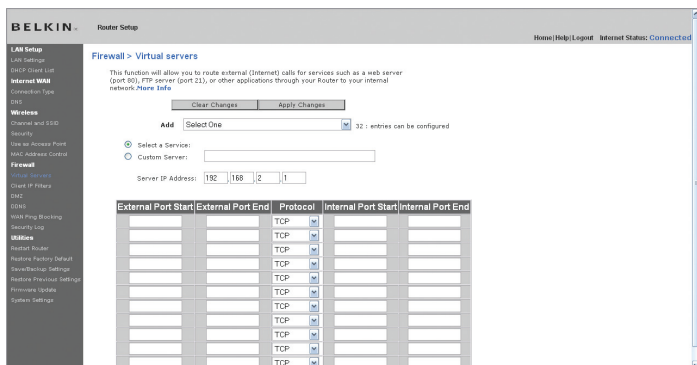 BELKIN.
Router Setup
Home|Help|Logout Internet Status: Connected
LAN Setup
LAN Settings
DHCP Client List
Internet WAN
Connection Type
DNS
Wireless
Channel and SSID
Security
Use as Access Point
MAC Address Control
Firewall
Virtual Servers
Client IP Filters
DMZ
DDNS
WAN Ping Blocking
Security Log
Utilities
Restart Router
Restore Factory Default
Save/Backup Settings
Restore Previous Settings
Firmware Update
System Settings
Firewall > Virtual servers
This function will allow you to route external (Internet) calls for services such as a web server
(port 80), FTP server (port 21), or other applications through your Router to your internal
network.More Info
Clear Changes Apply Changes
Add Select One 32 : entries can be configured
Select a Service:
Custom Server:
Server IP Address: 192 .168 .2 .1
External Port Start External Port End Protocol Internal Port Start Internal Port End
TCP
TCP
TCP
TCP
TCP
TCP
TCP
TCP
TCP
TCP
TCP